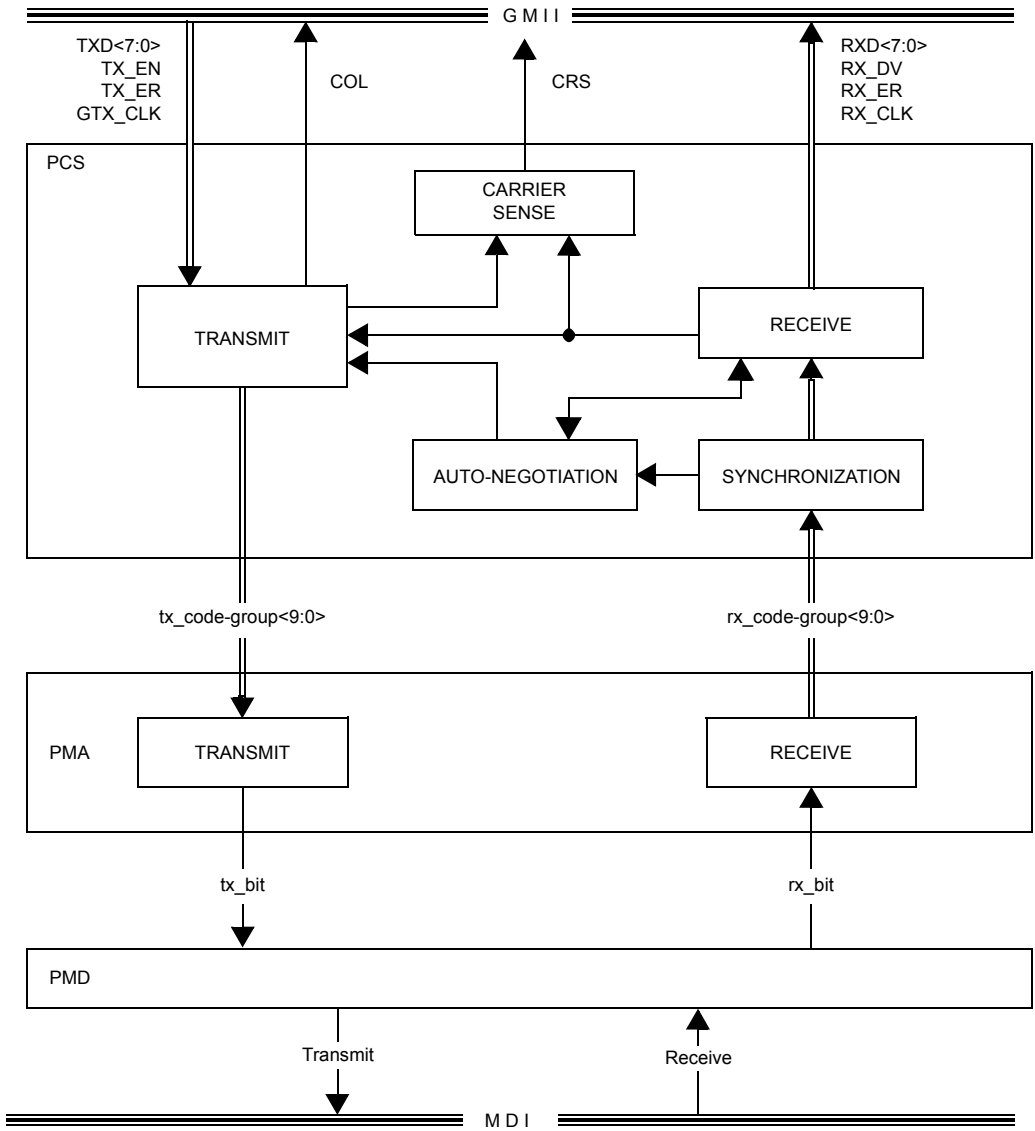 G M I I
TXD<7:0>
TX_EN
TX_ER
GTX_CLK
COL
CRS
RXD<7:0>
RX_DV
RX_ER
RX_CLK
PCS
CARRIER
SENSE
TRANSMIT
RECEIVE
AUTO-NEGOTIATION
SYNCHRONIZATION
tx_code-group<9:0>
rx_code-group<9:0>
PMA
TRANSMIT
RECEIVE
tx_bit
rx_bit
PMD
Transmit
Receive
M D I